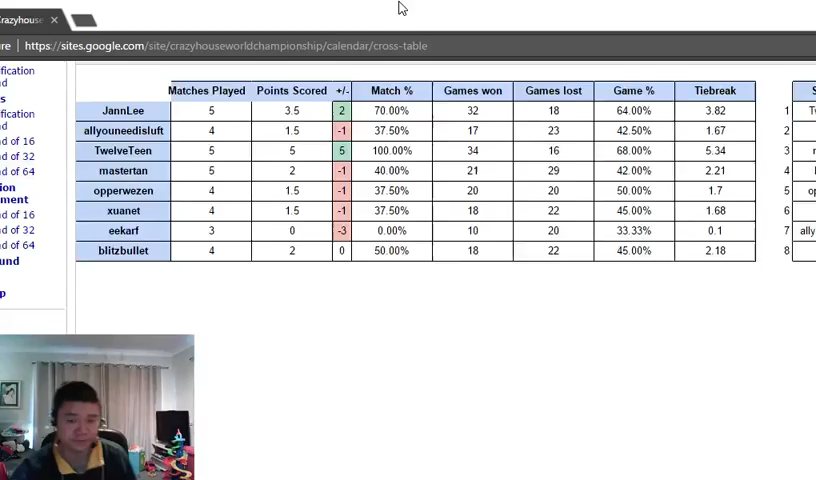 Crazyhouse
https://sites.google.com/site/crazyhouseworldchampionship/calendar/cross-table
Matches Played Points Scored +/- Match % Games won Games lost Game % Tiebreak
JannLee 5 3.5 2 70.00% 32 18 64.00% 3.82 1
allyouneedisluft 4 1.5 -1 37.50% 17 23 42.50% 1.67 2
TwelveTeen 5 5 5 100.00% 34 16 68.00% 5.34 3
mastertan 5 2 -1 40.00% 21 29 42.00% 2.21 4
opperwezen 4 1.5 -1 37.50% 20 20 50.00% 1.7 5
xuanet 4 1.5 -1 37.50% 18 22 45.00% 1.68 6
eekarf 3 0 -3 0.00% 10 20 33.33% 0.1 7
blitzbullet 4 2 0 50.00% 18 22 45.00% 2.18 8
nd of 16
nd of 32
nd of 64
nd of 16
nd of 32
nd of 64